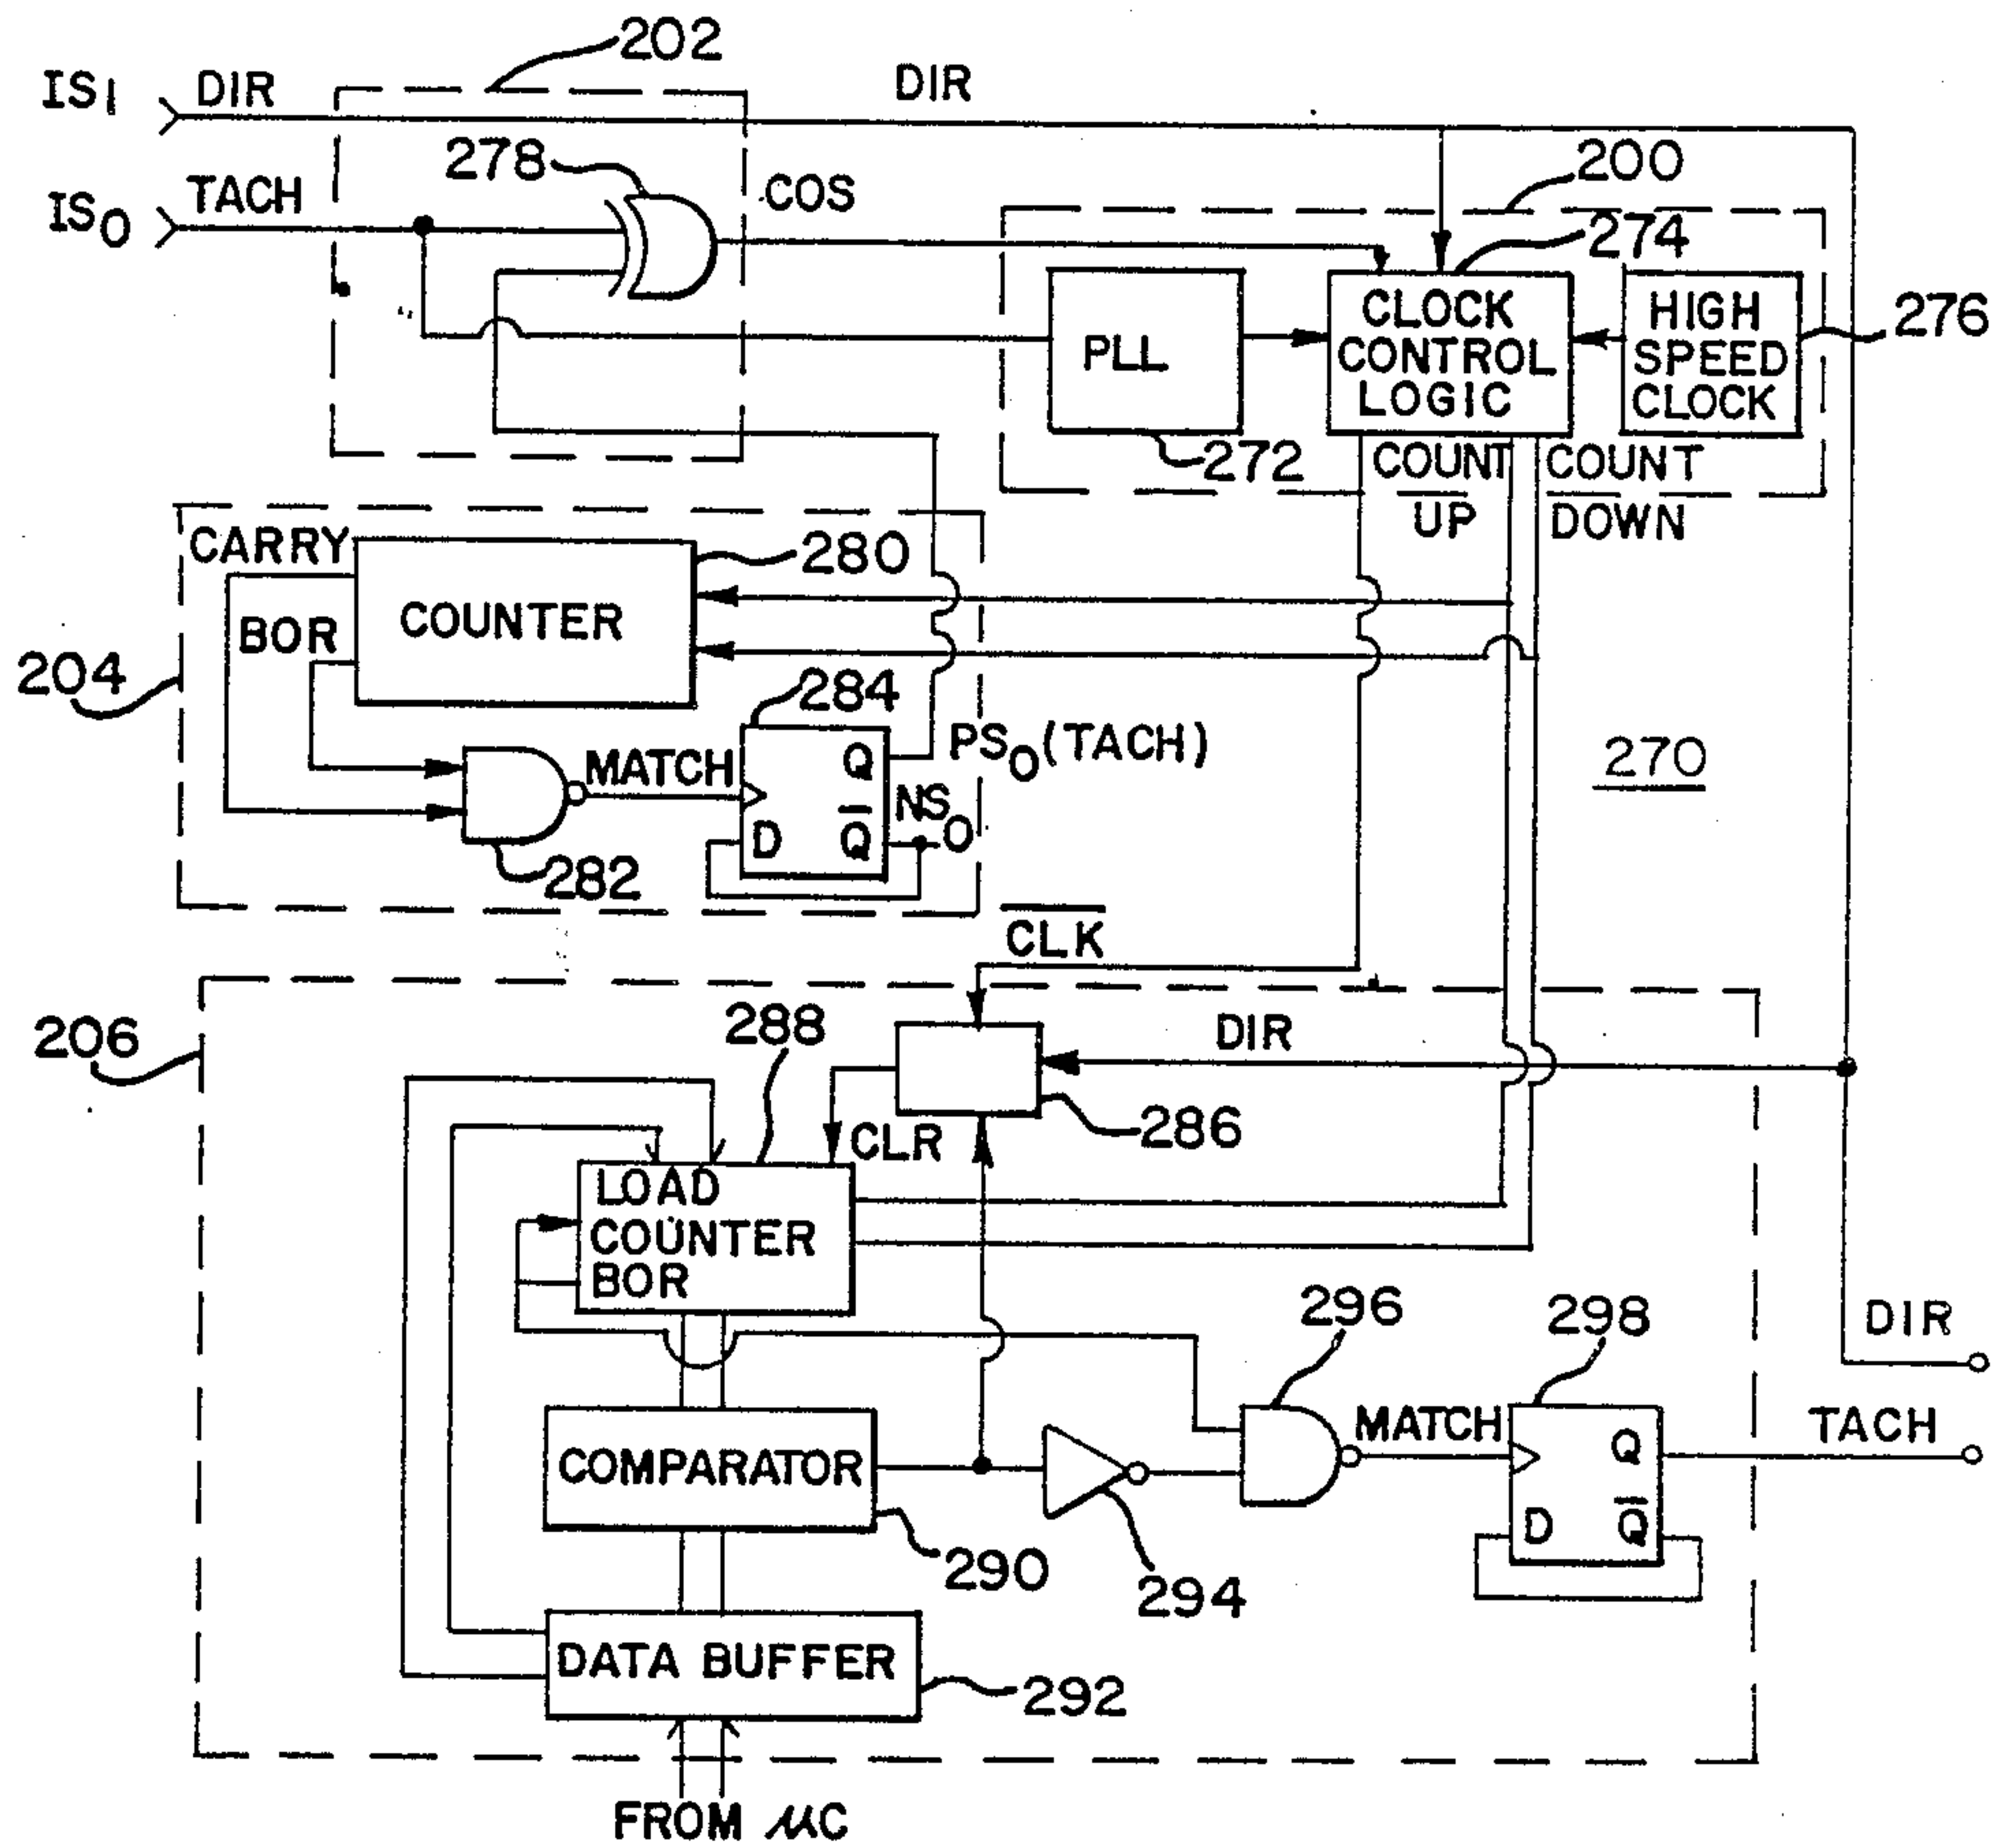 202
IS1 DIR
DIR
278
200
TACH
COS
IS0
274
PLL
CLOCK
CONTROL
LOGIC
HIGH
SPEED
CLOCK
276
272
COUNT
UP
COUNT
DOWN
CARRY
280
COUNTER
BOR
204
284
PS0 (TACH)
MATCH
Q
NS0
270
D
Q̅
282
C̅L̅K̅
288
206
DIR
286
CLR
LOAD
COUNTER
BOR
296
298
DIR
MATCH
Q
TACH
COMPARATOR
D
Q̅
290
294
DATA BUFFER
292
FROM µC